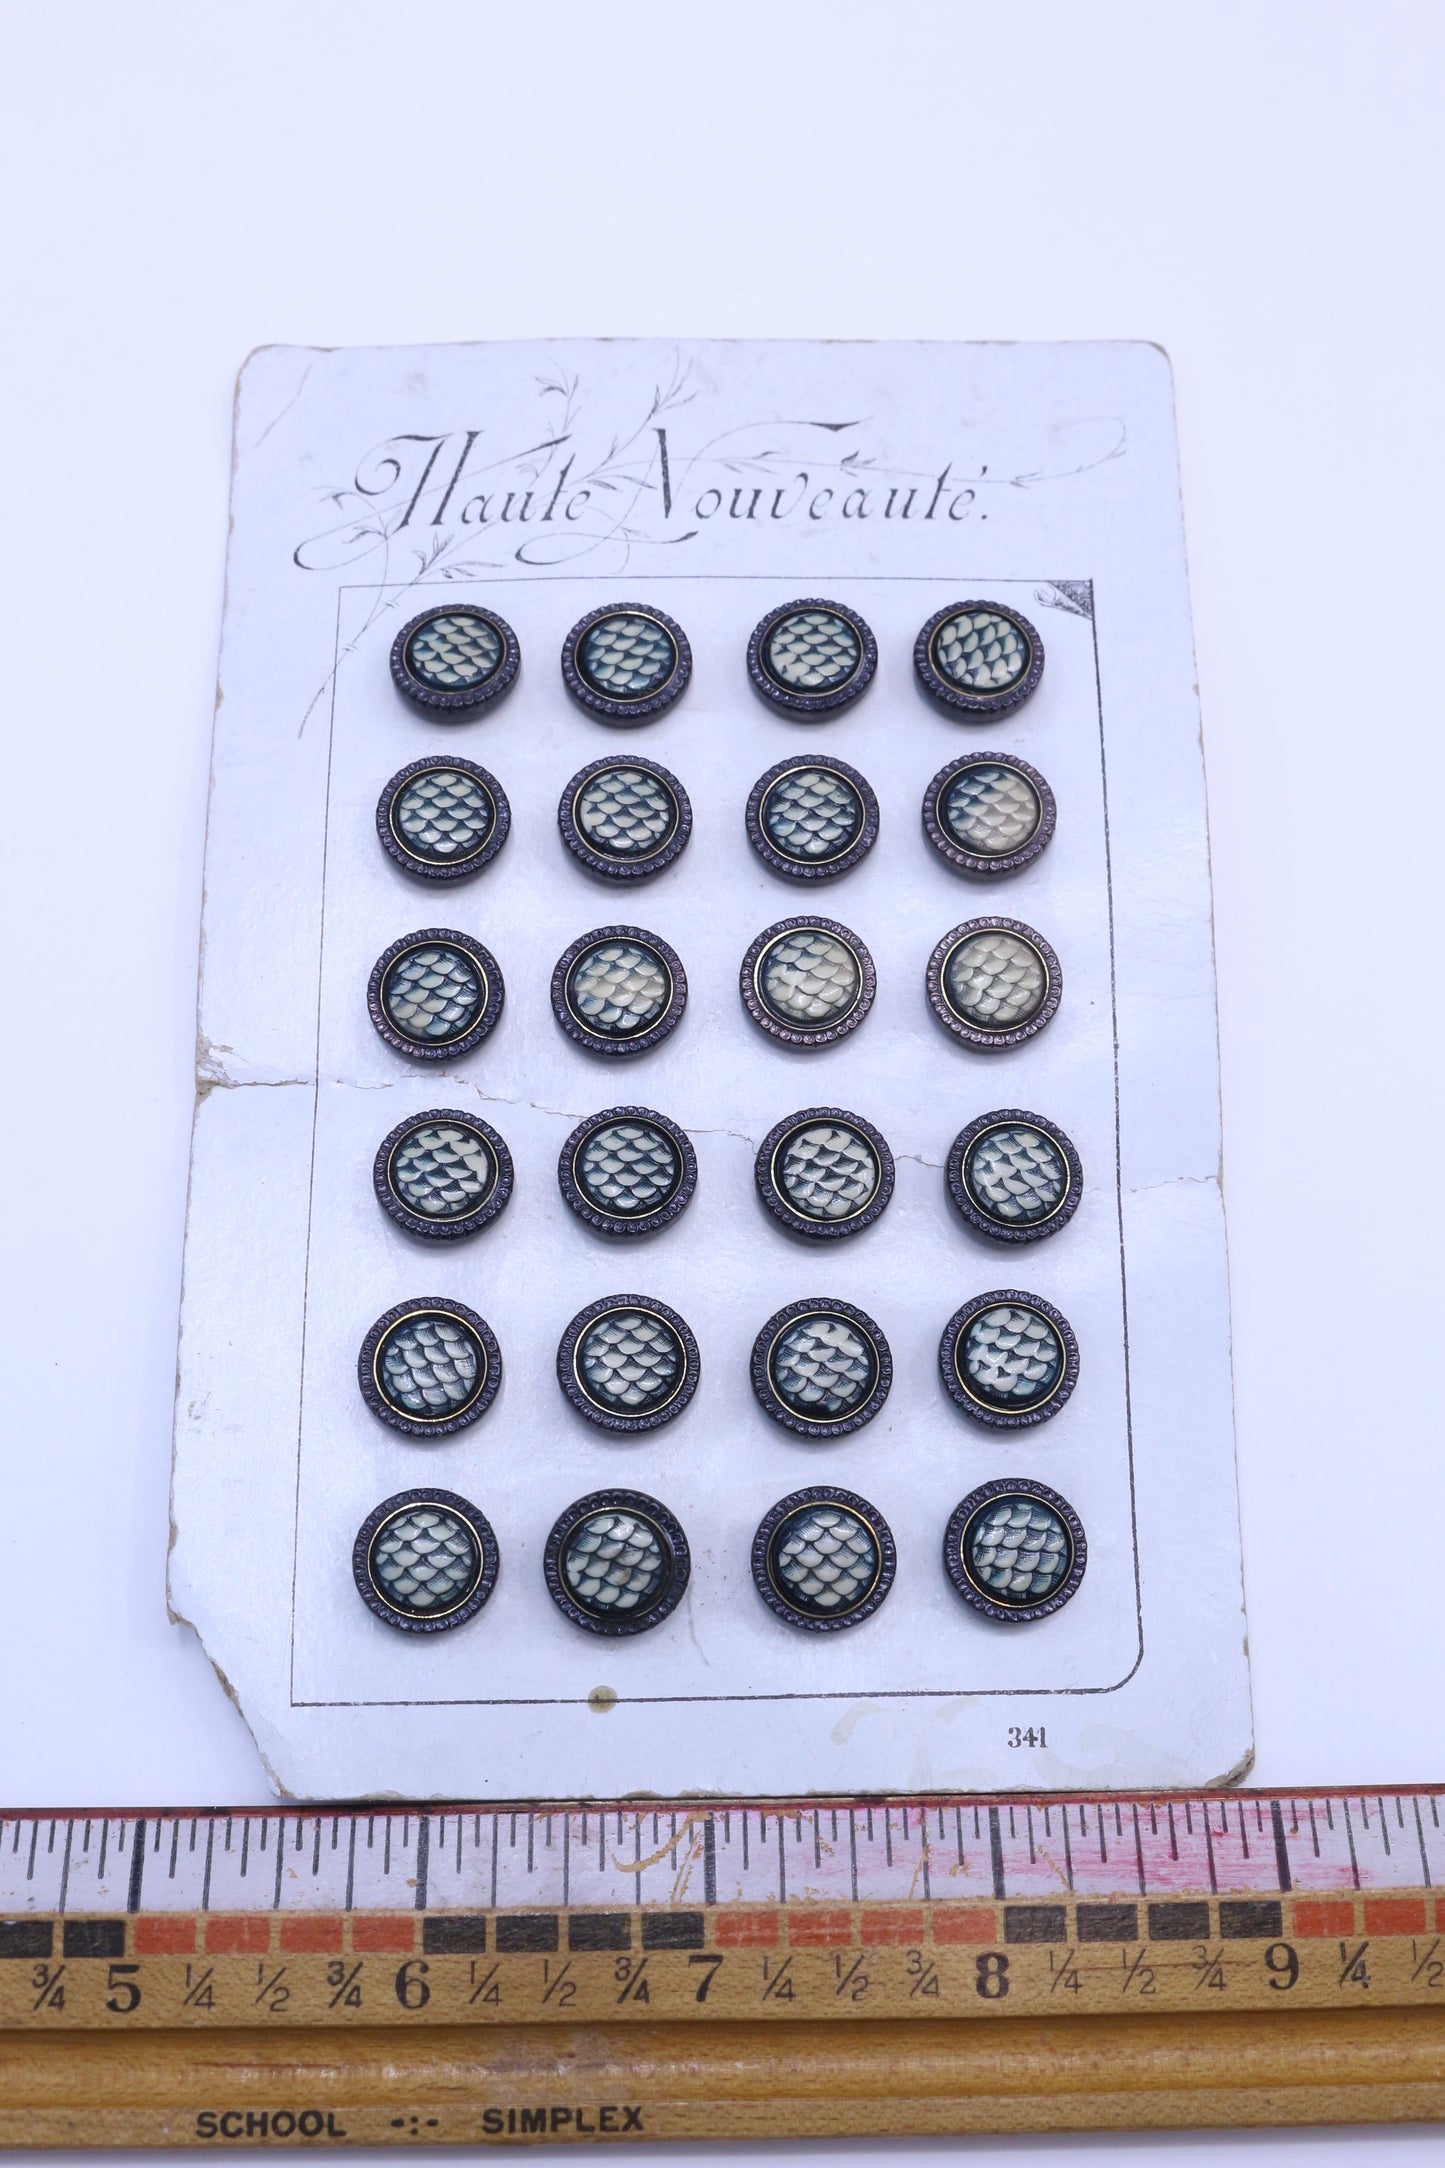 Haute Nouveauté.
341
3/4 5 1/4 1/2 3/4 6 1/4 1/2 3/4 7 1/4 1/2 3/4 8 1/4 1/2 3/4 9 1/4 1/2
SCHOOL -:- SIMPLEX